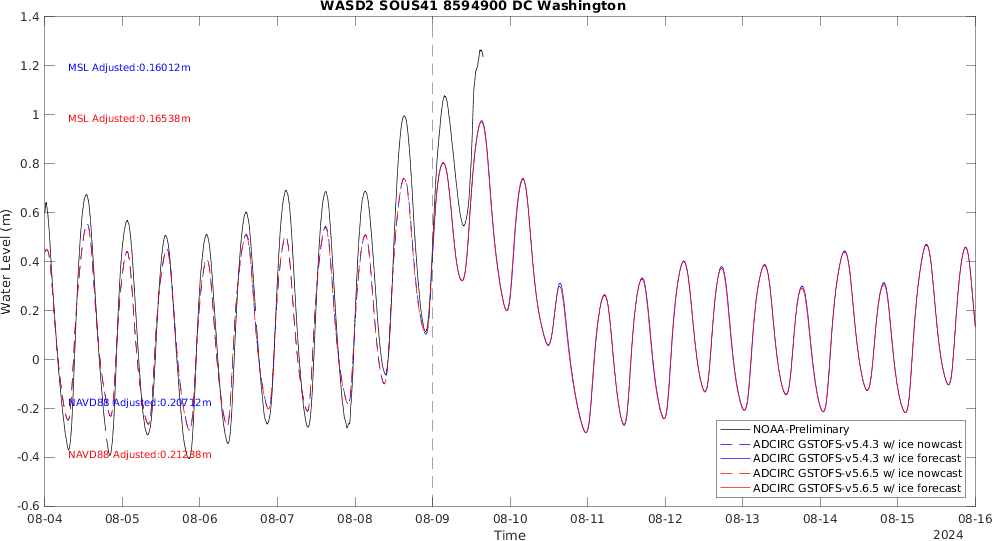 WASD2 SOUS41 8594900 DC Washington
1.4
1.2
1
0.8
0.6
0.4
0.2
0
-0.2
-0.4
-0.6
Water Level (m)
MSL Adjusted:0.16012m
MSL Adjusted:0.16538m
NAVD88 Adjusted:0.20712m
NAVD88 Adjusted:0.21238m
NOAA-Preliminary
ADCIRC GSTOFS-v5.4.3 w/ ice nowcast
ADCIRC GSTOFS-v5.4.3 w/ ice forecast
ADCIRC GSTOFS-v5.6.5 w/ ice nowcast
ADCIRC GSTOFS-v5.6.5 w/ ice forecast
08-04 08-05 08-06 08-07 08-08 08-09 08-10 08-11 08-12 08-13 08-14 08-15 08-16
Time
2024